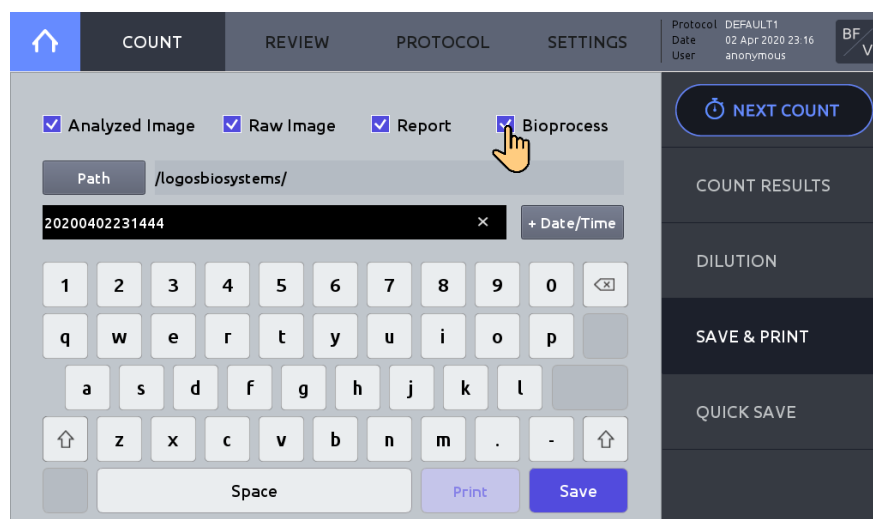 COUNT REVIEW PROTOCOL SETTINGS
Protocol DEFAULT1
Date 02 Apr 2020 23:16
User anonymous
BF
V
Analyzed Image Raw Image Report Bioprocess
Path /logosbiosystems/
20200402231444 × + Date/Time
1 2 3 4 5 6 7 8 9 0
q w e r t y u i o p
a s d f g h j k l
z x c v b n m . -
Space Print Save
NEXT COUNT
COUNT RESULTS
DILUTION
SAVE & PRINT
QUICK SAVE